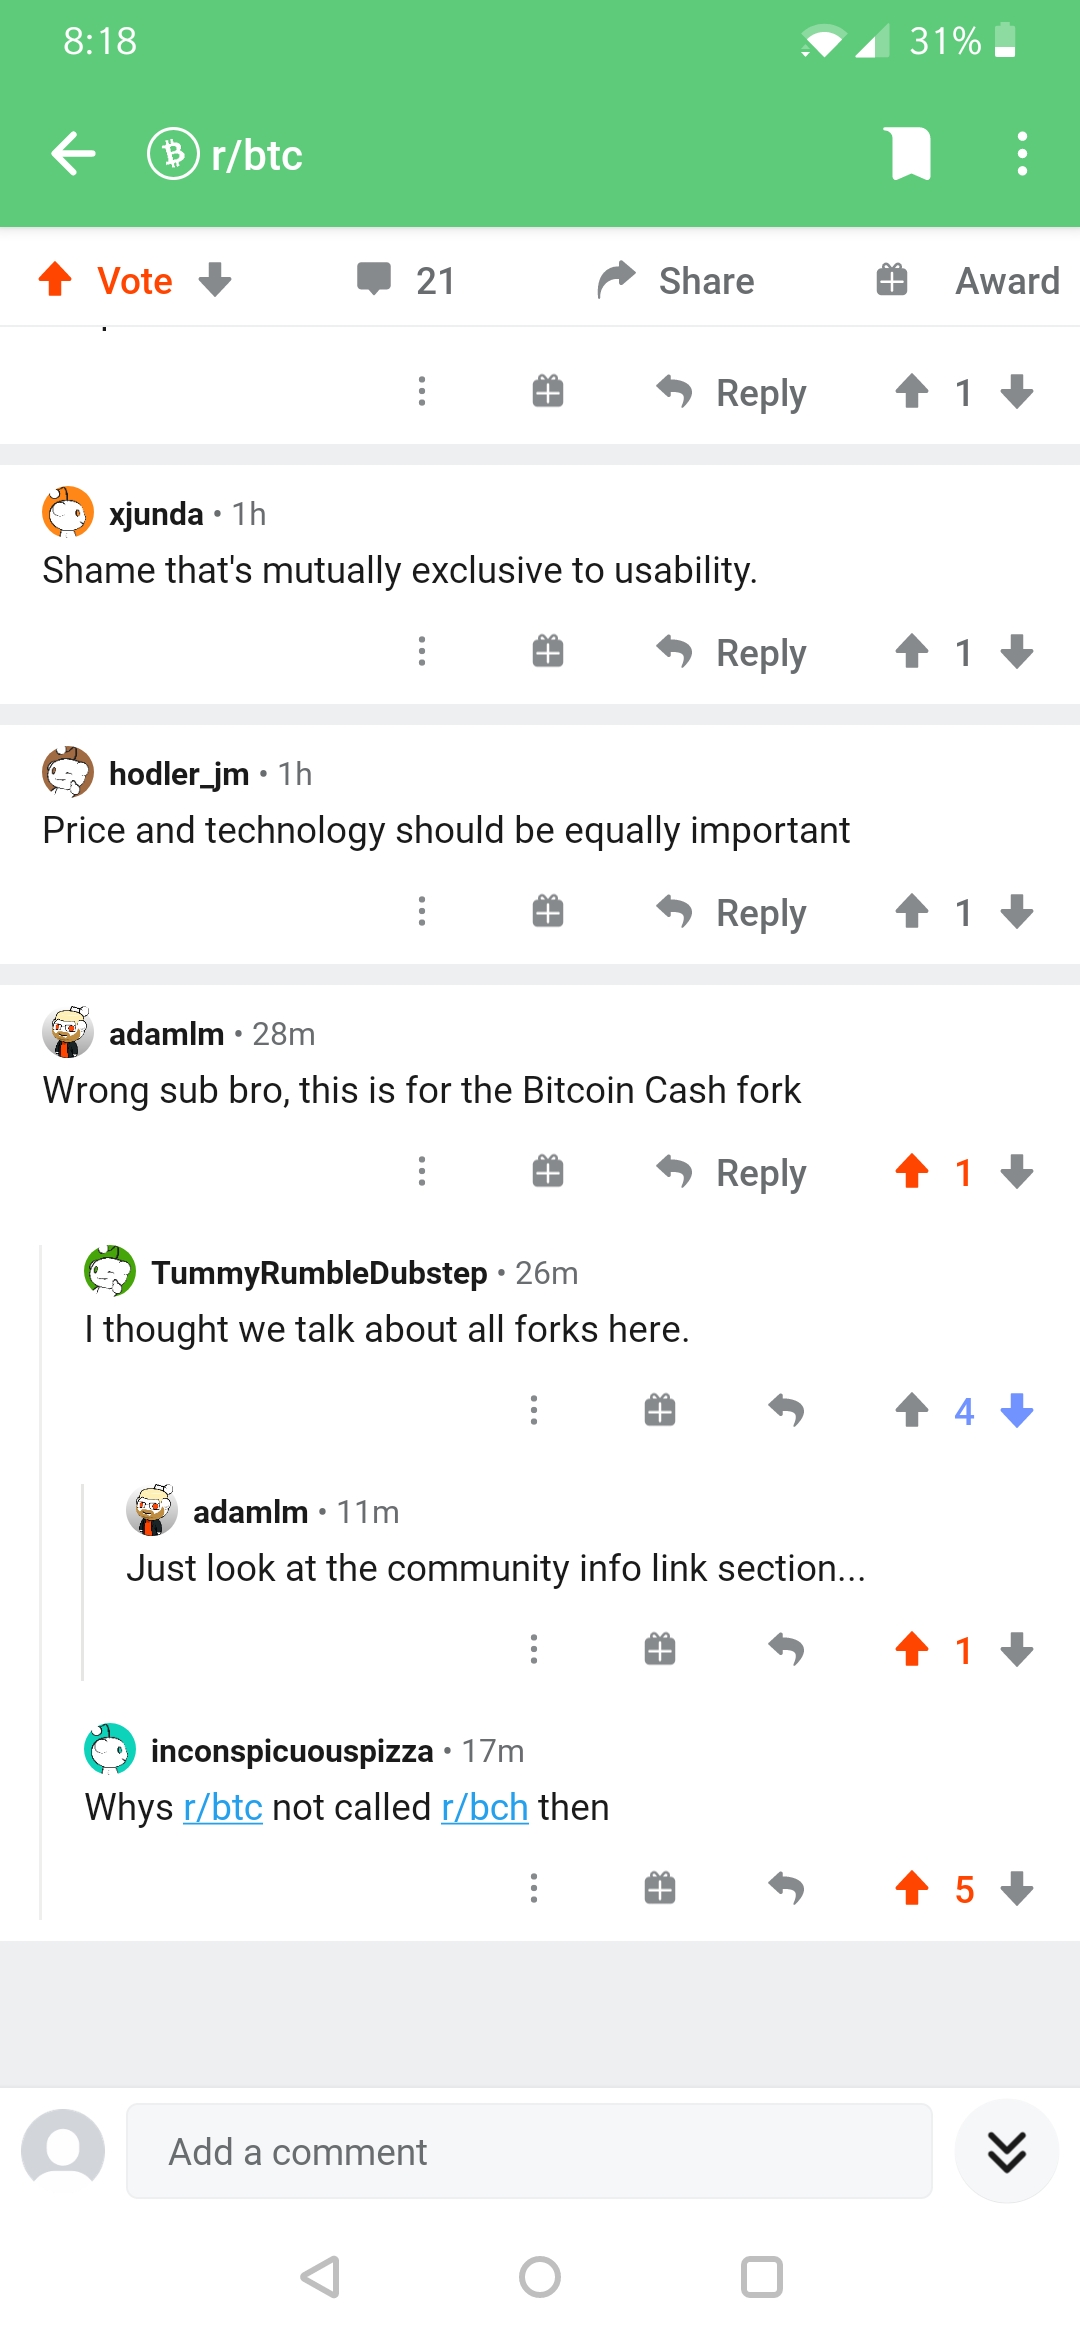 8:18
31%
r/btc
Vote
21
Share
Award
Reply
1
xjunda • 1h
Shame that's mutually exclusive to usability.
Reply
1
hodler_jm • 1h
Price and technology should be equally important
Reply
1
adamlm • 28m
Wrong sub bro, this is for the Bitcoin Cash fork
Reply
1
TummyRumbleDubstep • 26m
I thought we talk about all forks here.
4
adamlm • 11m
Just look at the community info link section...
1
inconspicuouspizza • 17m
Whys r/btc not called r/bch then
5
Add a comment